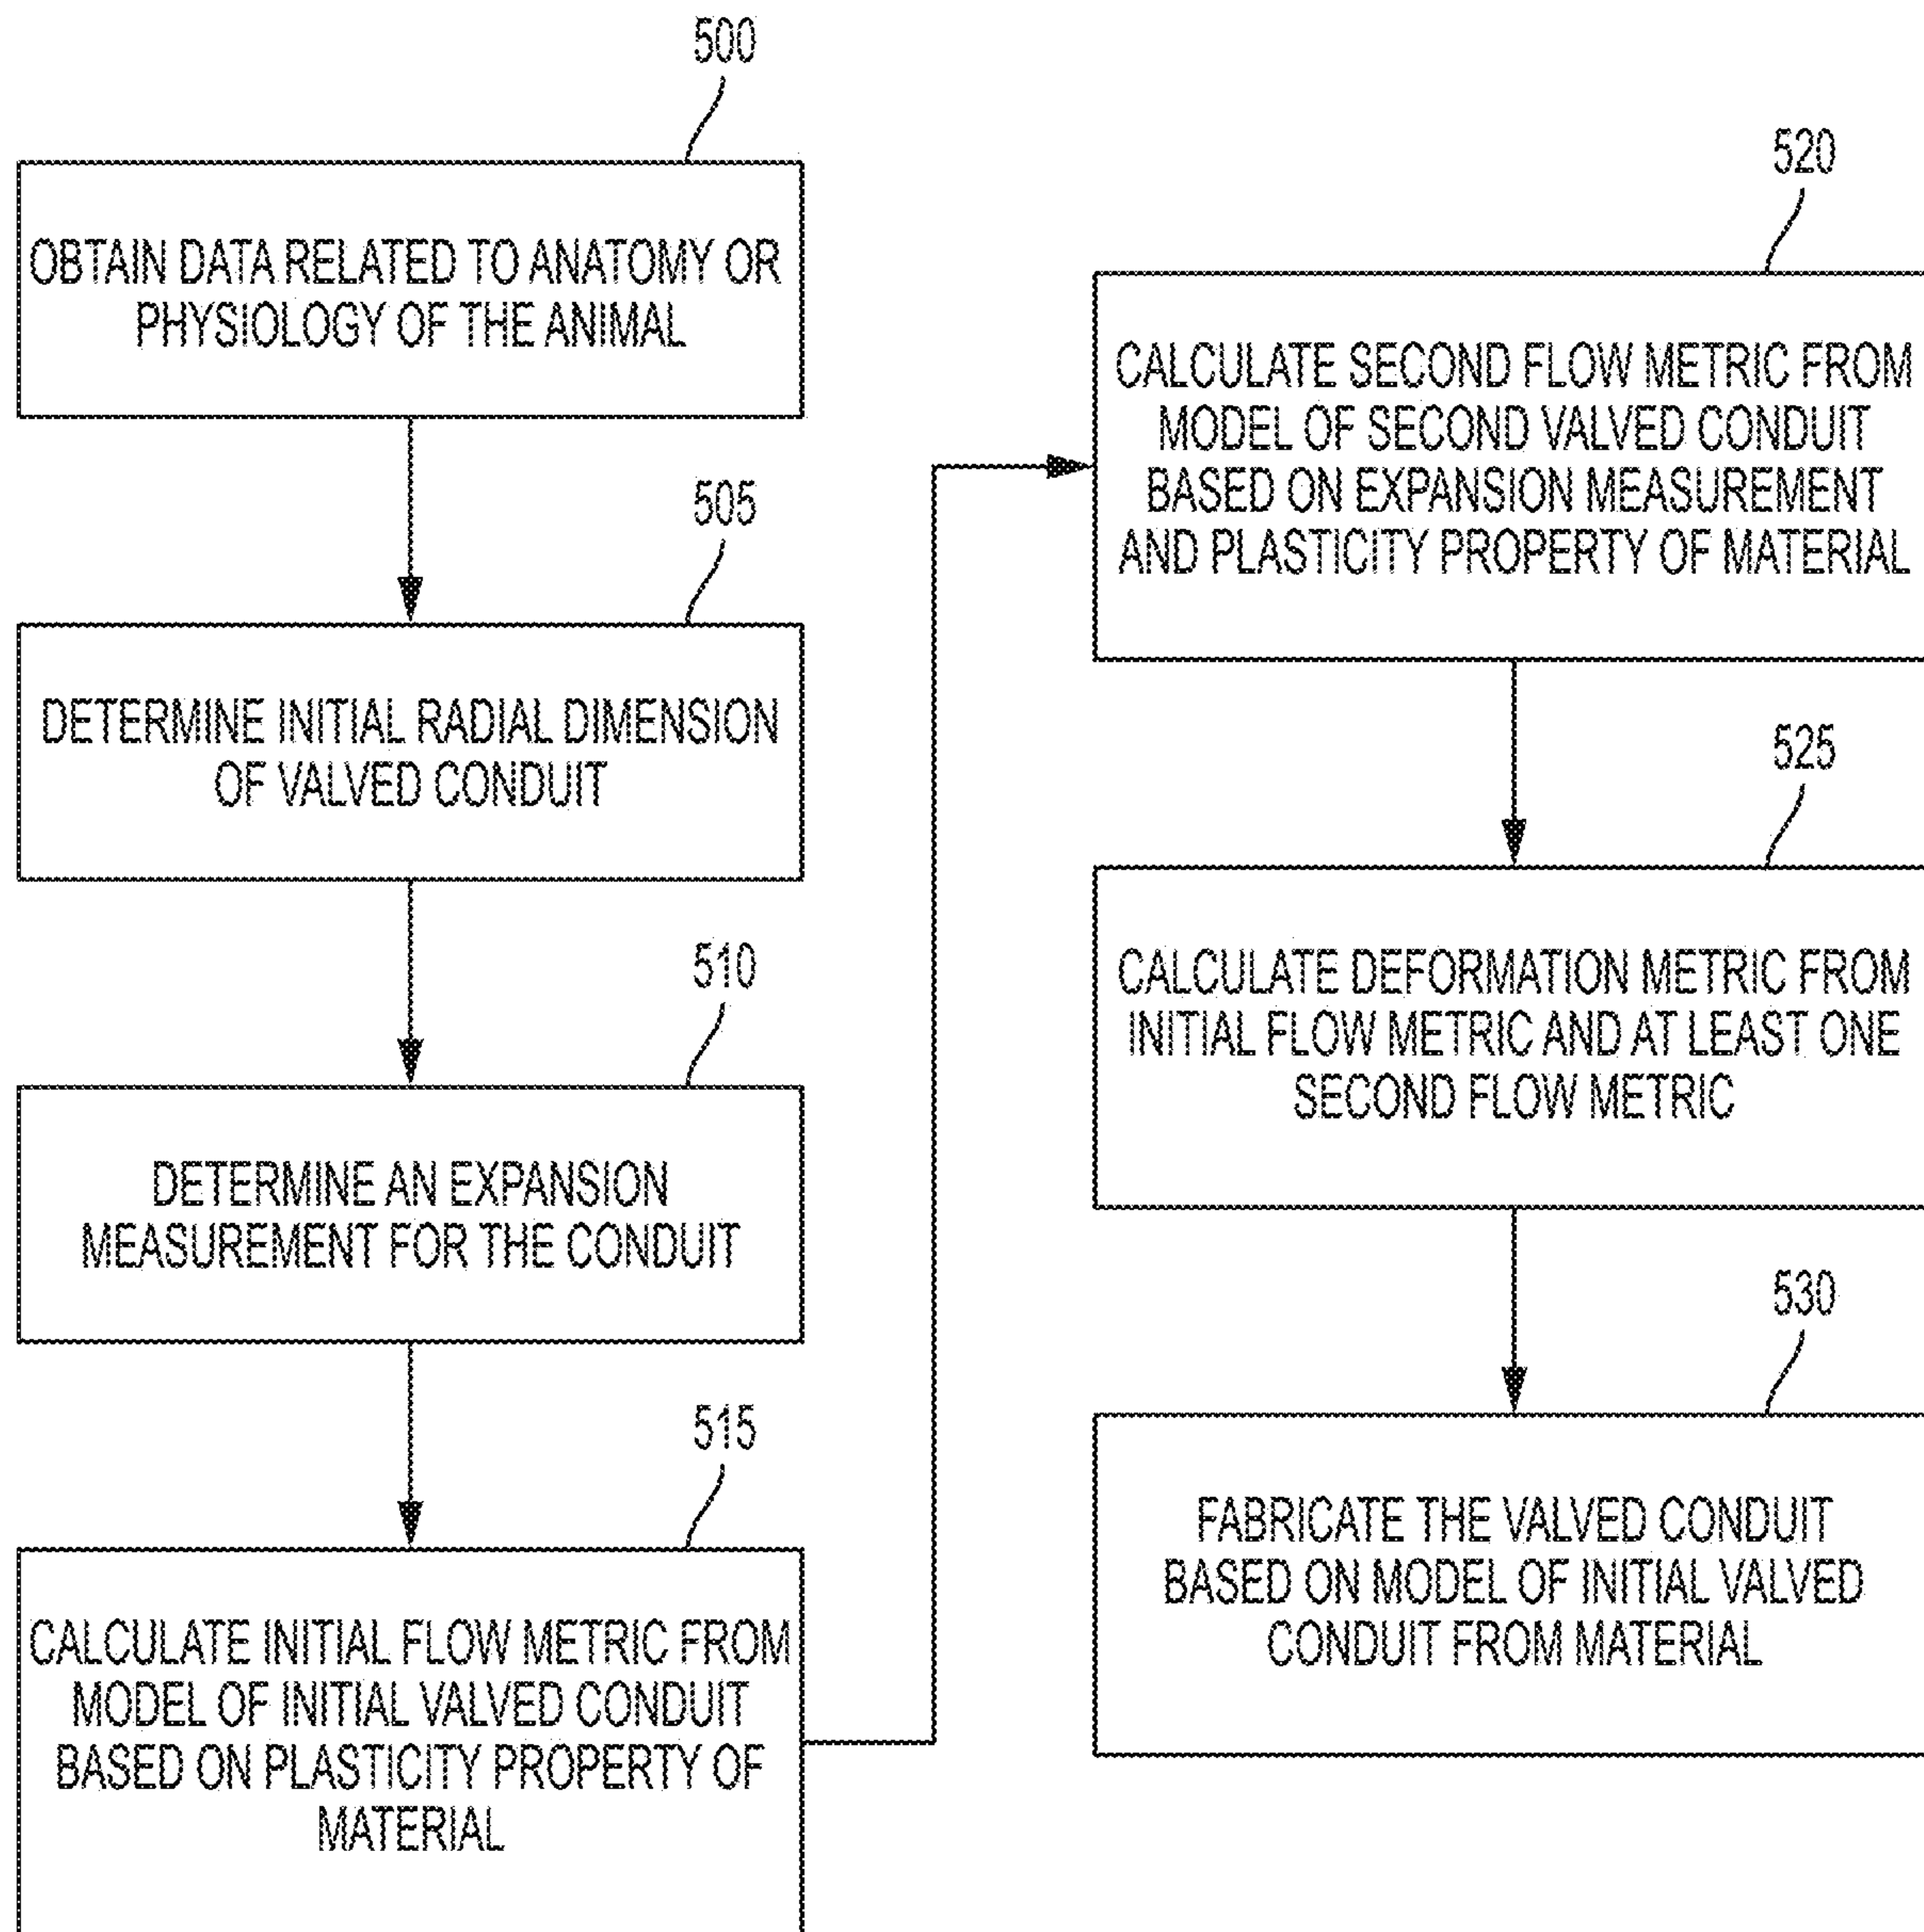 500
OBTAIN DATA RELATED TO ANATOMY OR
PHYSIOLOGY OF THE ANIMAL
505
DETERMINE INITIAL RADIAL DIMENSION
OF VALVED CONDUIT
510
DETERMINE AN EXPANSION
MEASUREMENT FOR THE CONDUIT
515
CALCULATE INITIAL FLOW METRIC FROM
MODEL OF INITIAL VALVED CONDUIT
BASED ON PLASTICITY PROPERTY OF
MATERIAL
520
CALCULATE SECOND FLOW METRIC FROM
MODEL OF SECOND VALVED CONDUIT
BASED ON EXPANSION MEASUREMENT
AND PLASTICITY PROPERTY OF MATERIAL
525
CALCULATE DEFORMATION METRIC FROM
INITIAL FLOW METRIC AND AT LEAST ONE
SECOND FLOW METRIC
530
FABRICATE THE VALVED CONDUIT
BASED ON MODEL OF INITIAL VALVED
CONDUIT FROM MATERIAL